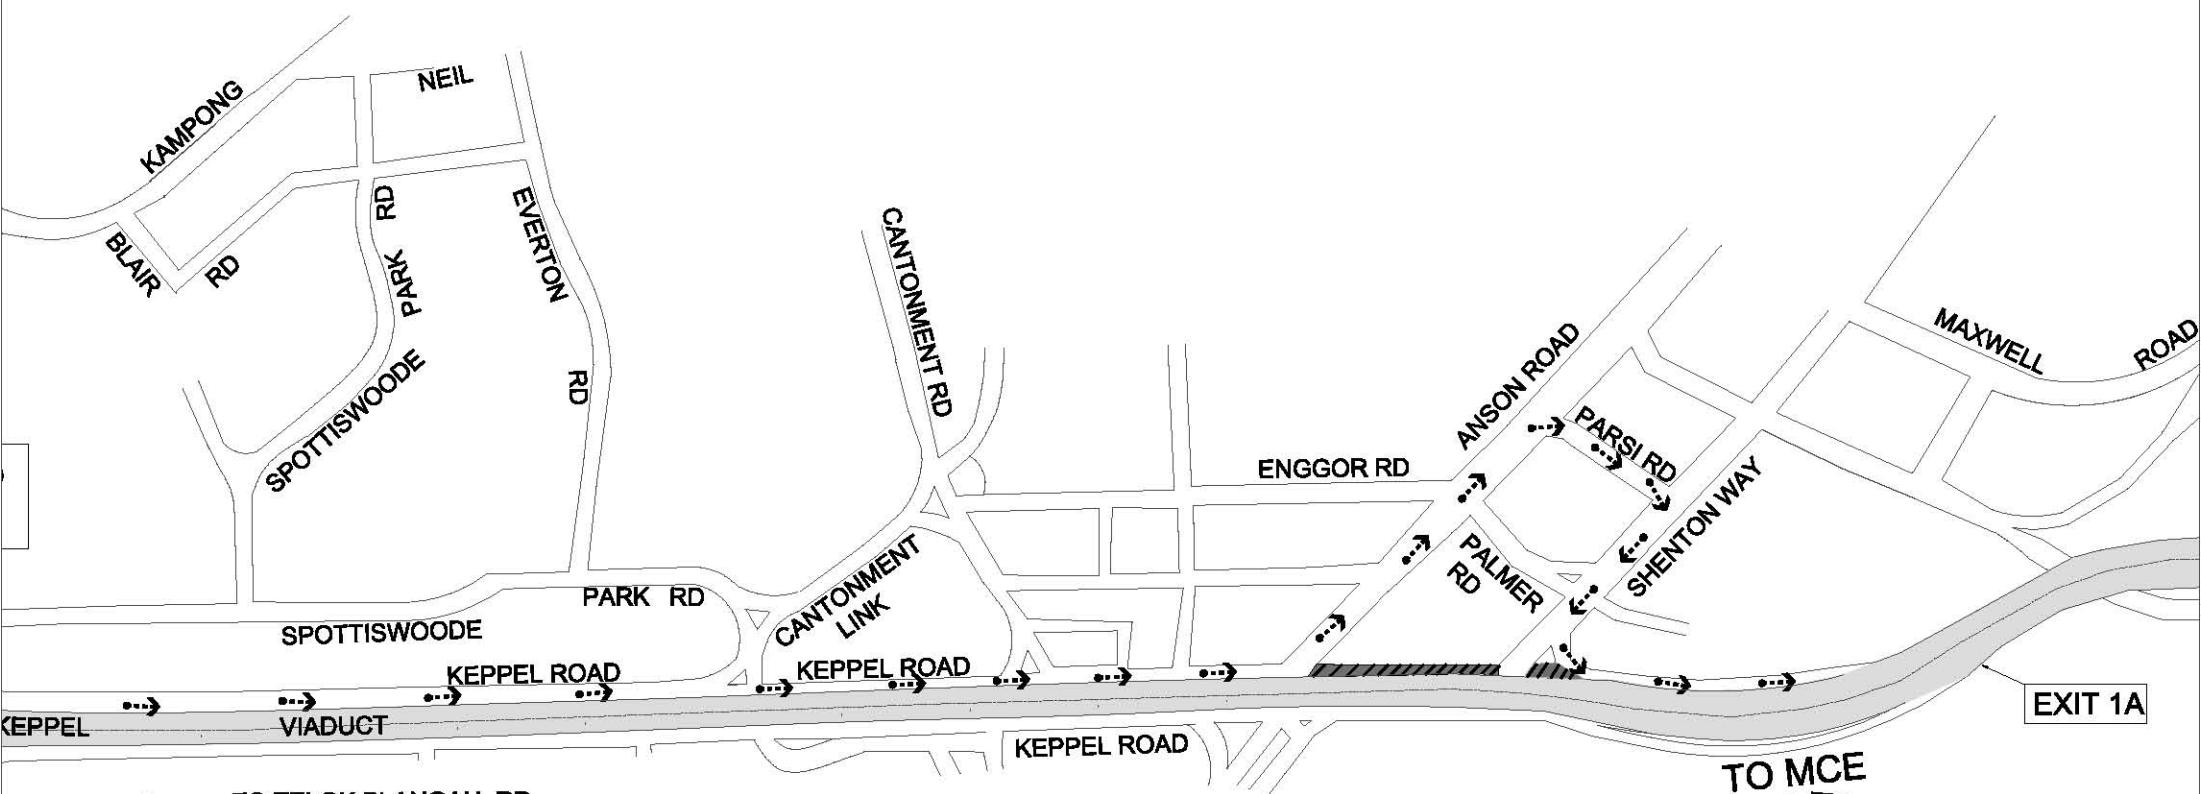 KAMPONG
NEIL
BLAIR
RD
RD
PARK
SPOTTISWOODE
EVERTON
RD
CANTONMENT RD
ENGGOR RD
ANSON ROAD
PARSI RD
SHENTON WAY
PALMER
RD
MAXWELL
ROAD
CANTONMENT
LINK
PARK RD
SPOTTISWOODE
KEPPEL ROAD
KEPPEL ROAD
KEPPEL
VIADUCT
KEPPEL ROAD
EXIT 1A
TO MCE